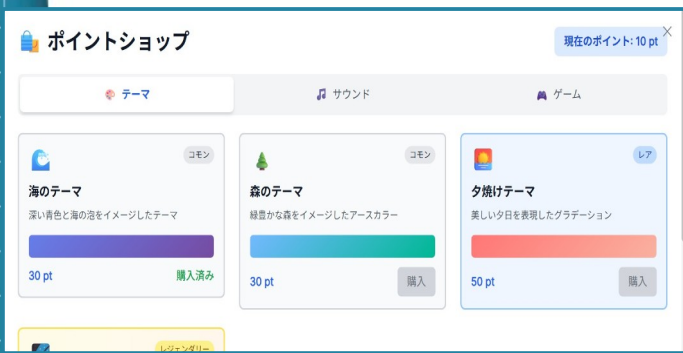 ポイントショップ
現在のポイント: 10 pt
テーマ
サウンド
ゲーム
コモン
海のテーマ
深い青色と海の泡をイメージしたテーマ
30 pt
購入済み
コモン
森のテーマ
緑豊かな森をイメージしたアースカラー
30 pt
購入
レア
夕焼けテーマ
美しい夕日を表現したグラデーション
50 pt
購入
レジェンダリー